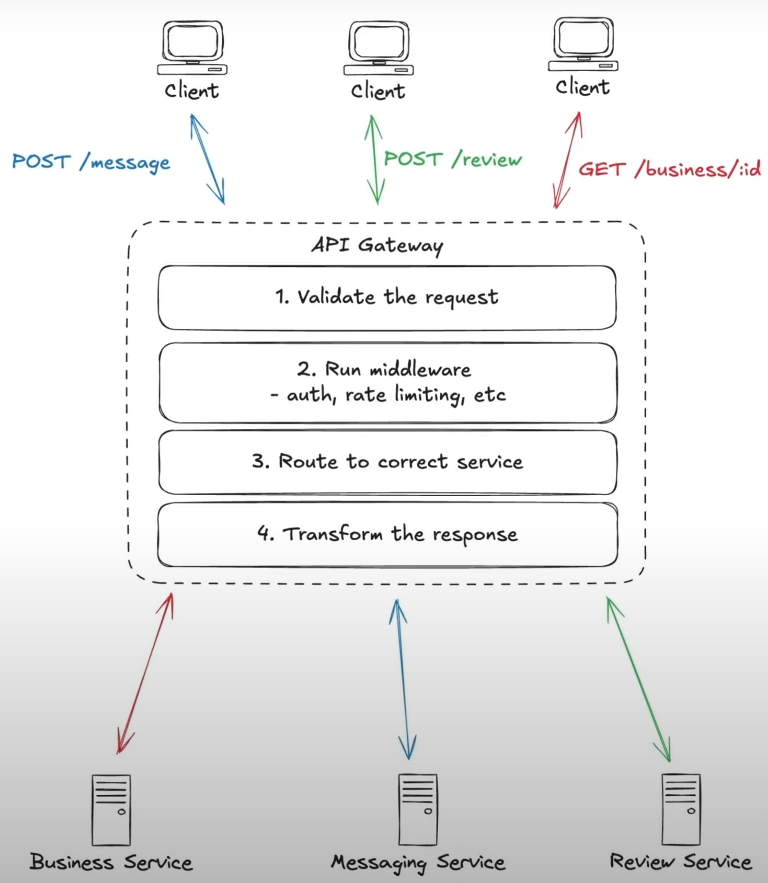 Client
Client
Client
POST /message
POST /review
GET /business/:id
API Gateway
1. Validate the request
2. Run middleware
- auth, rate limiting, etc
3. Route to correct service
4. Transform the response
Business Service
Messaging Service
Review Service